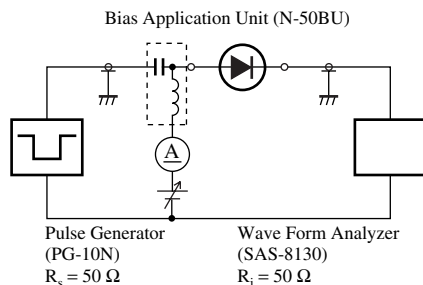 Bias Application Unit (N-50BU)
A
Pulse Generator
(PG-10N)
Rs = 50 Ω
Wave Form Analyzer
(SAS-8130)
Ri = 50 Ω